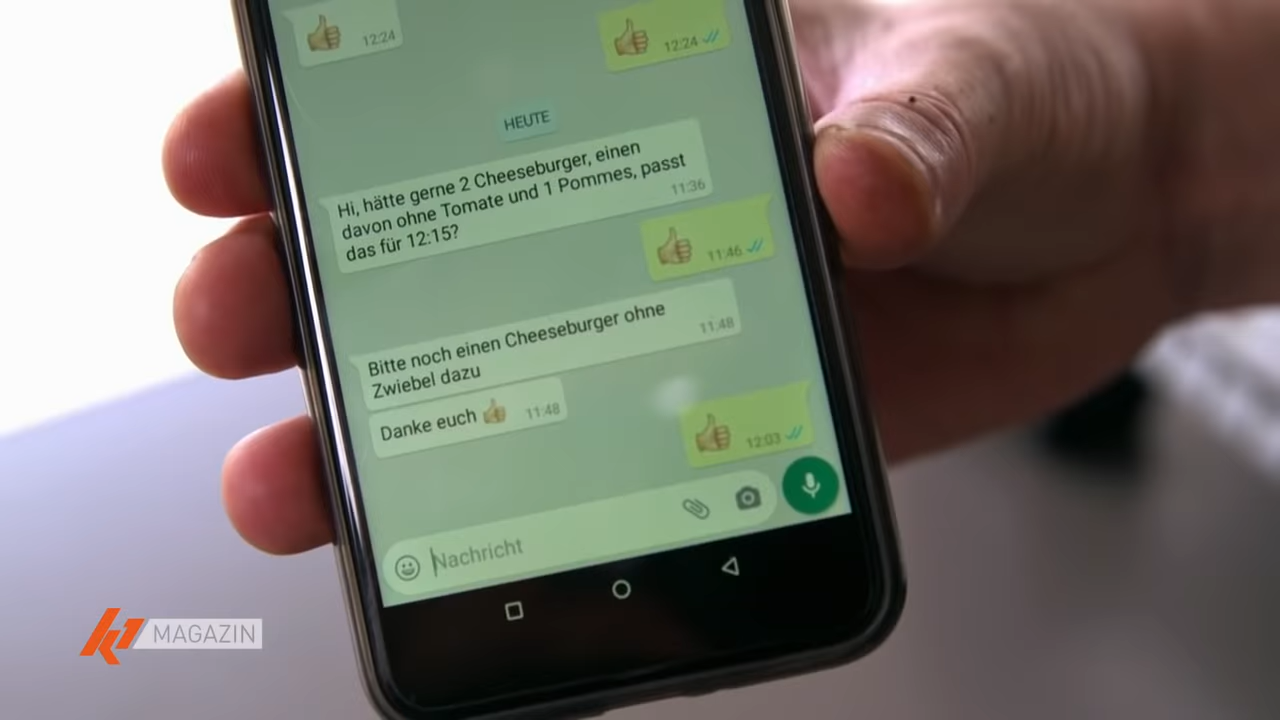 👍 12:24
👍 12:24
HEUTE
Hi, hätte gerne 2 Cheeseburger, einen
davon ohne Tomate und 1 Pommes, passt
das für 12:15?
11:36
👍 11:46
Bitte noch einen Cheeseburger ohne
Zwiebel dazu
11:48
Danke euch 👍 11:48
👍 12:03
Nachricht
K1 MAGAZIN